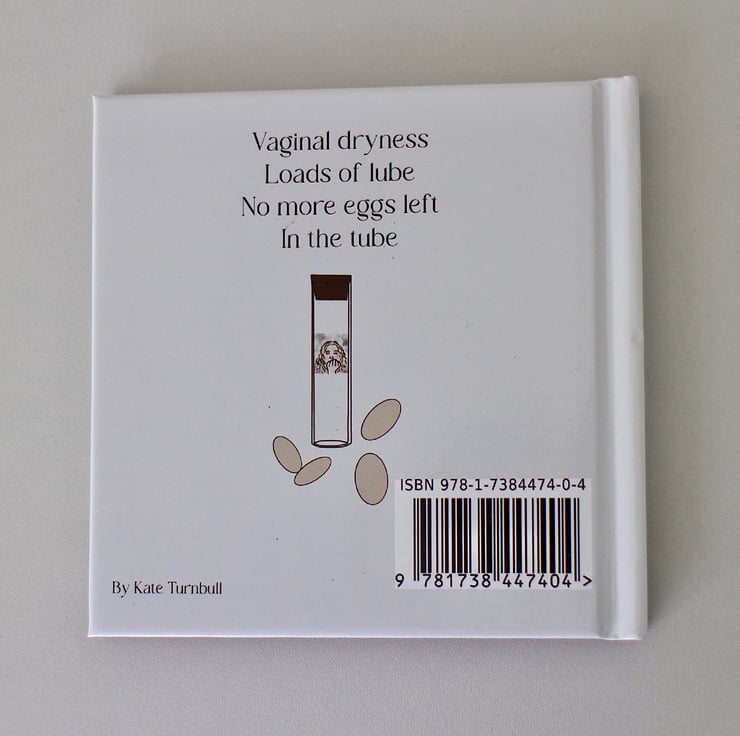 Vaginal dryness
Loads of lube
No more eggs left
In the tube
ISBN 978-1-7384474-0-4
9 781738 447404 >
By Kate Turnbull